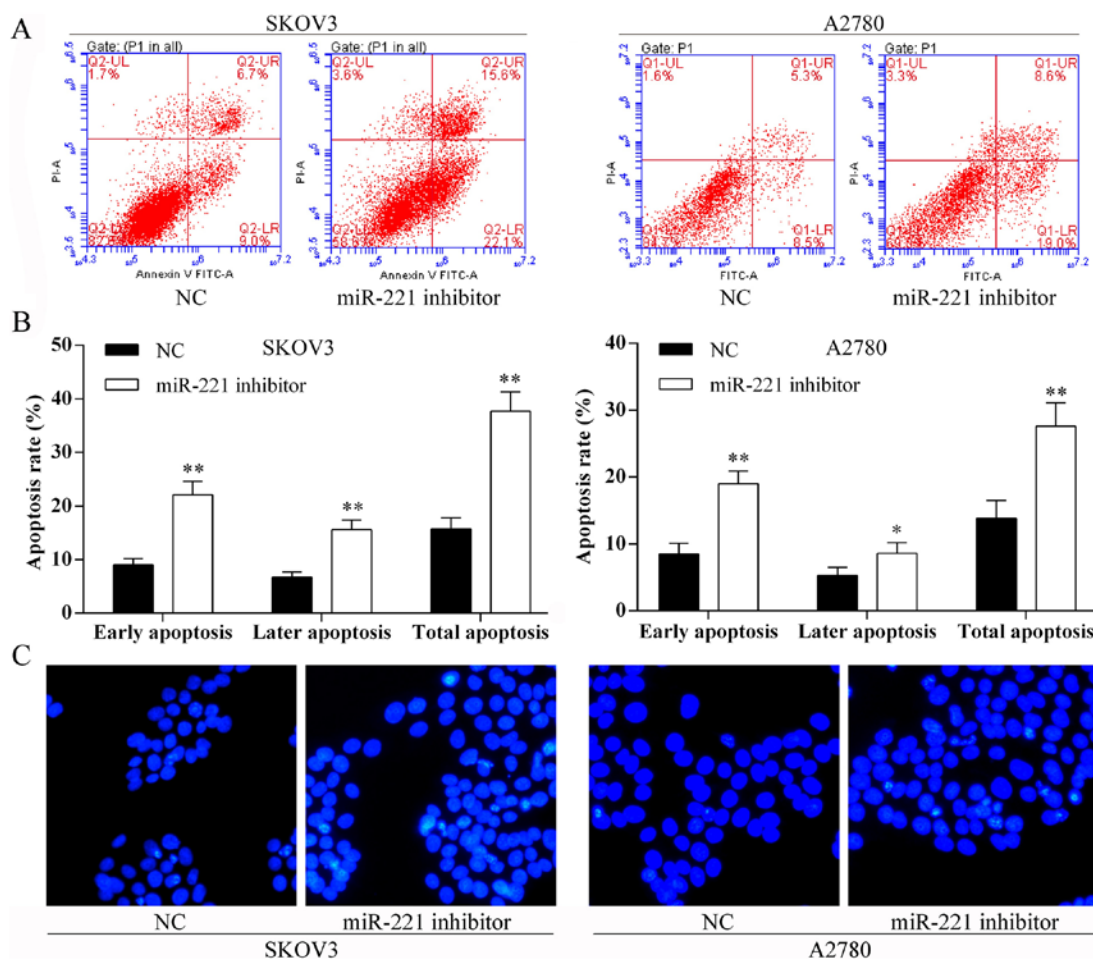 A
SKOV3
A2780
Gate: (P1 in all)
Q2-UL
1.7%
Q2-UR
6.7%
Q2-LR
9.0%
PI-A
Annexin V FITC-A
NC
Gate: (P1 in all)
Q2-UL
3.6%
Q2-UR
15.6%
Q2-LR
22.1%
PI-A
Annexin V FITC-A
miR-221 inhibitor
Gate: P1
Q1-UL
1.6%
Q1-UR
5.3%
Q1-LR
8.5%
PI-A
FITC-A
NC
Gate: P1
Q1-UL
3.3%
Q1-UR
8.6%
Q1-LR
19.0%
PI-A
FITC-A
miR-221 inhibitor
B
SKOV3
NC
miR-221 inhibitor
Apoptosis rate (%)
50
40
30
20
10
0
**
**
**
Early apoptosis
Later apoptosis
Total apoptosis
A2780
NC
miR-221 inhibitor
Apoptosis rate (%)
40
30
20
10
0
**
*
**
Early apoptosis
Later apoptosis
Total apoptosis
C
NC
miR-221 inhibitor
NC
miR-221 inhibitor
SKOV3
A2780